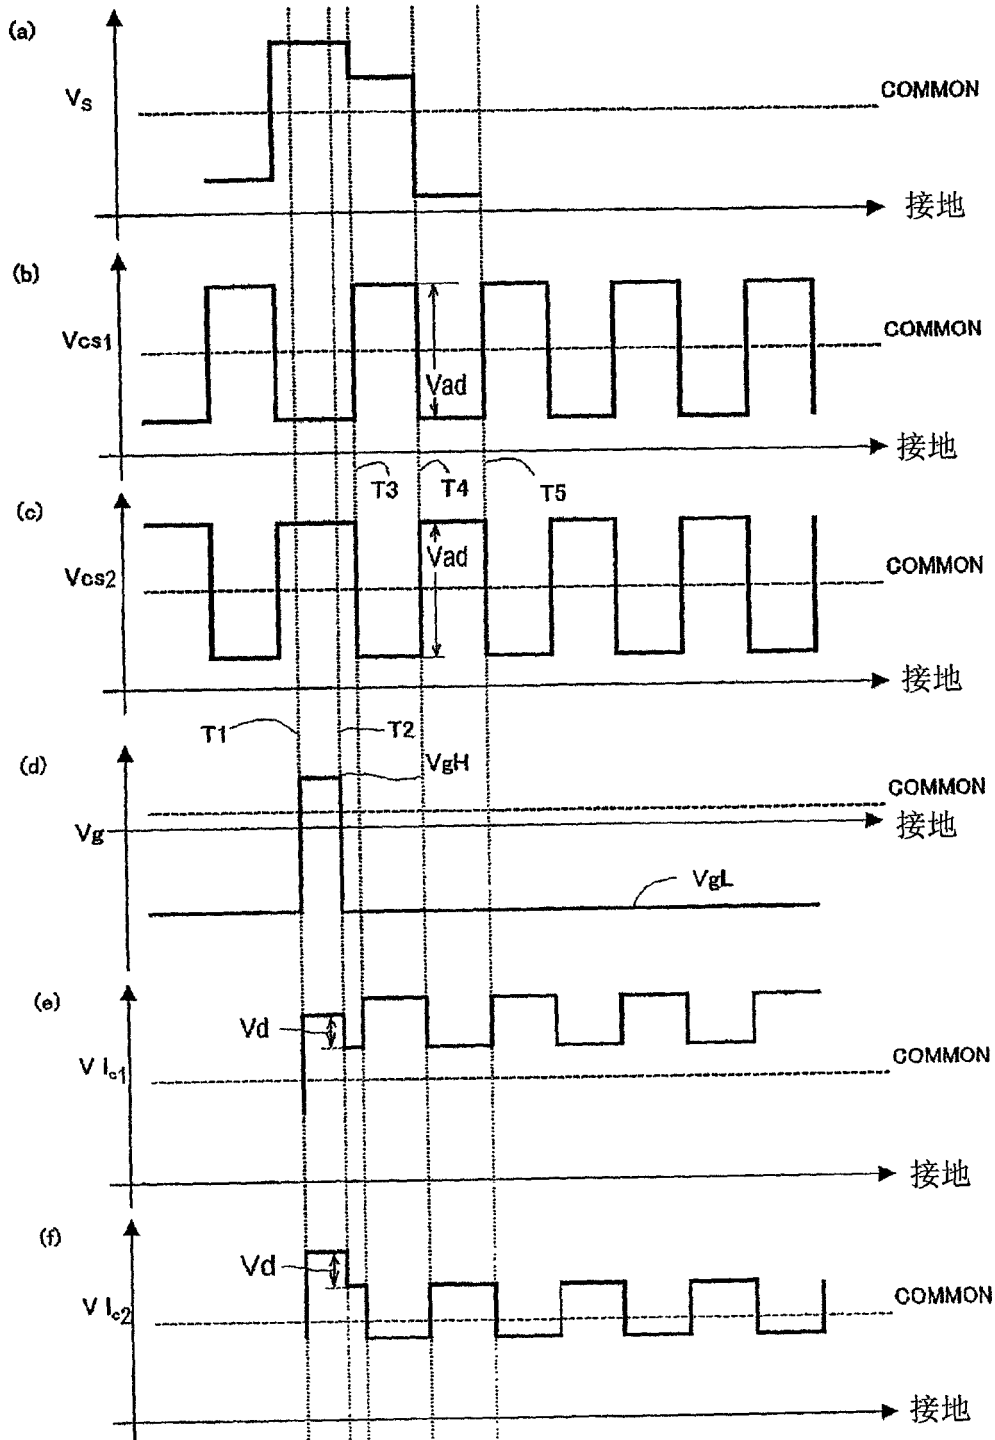 (a)
Vs
COMMON
接地
(b)
Vcs1
Vad
COMMON
接地
T3
T4
T5
(c)
Vcs2
Vad
COMMON
接地
T1
T2
(d)
VgH
COMMON
Vg
接地
VgL
(e)
Vd
V lc1
COMMON
接地
(f)
Vd
V lc2
COMMON
接地